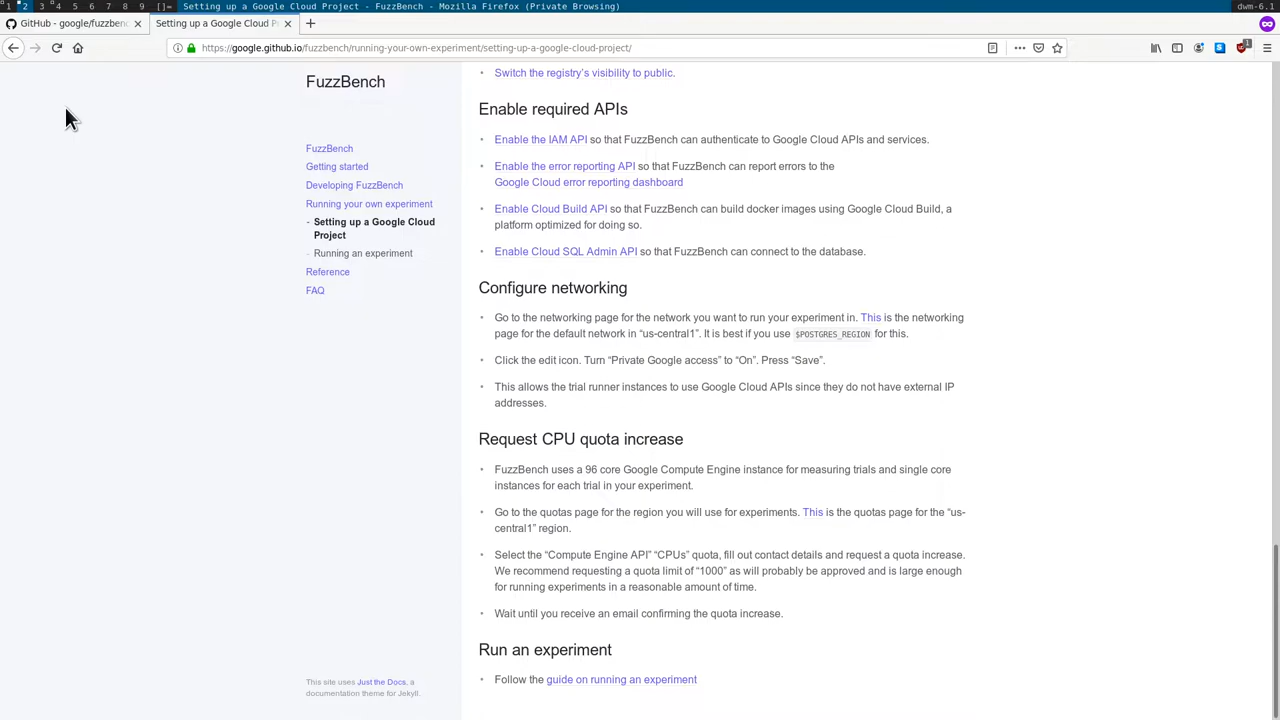 1 2 3 4 5 6 7 8 9 []= Setting up a Google Cloud Project - FuzzBench - Mozilla Firefox (Private Browsing) dwm-6.1
GitHub - google/fuzzbenc × Setting up a Google Cloud P × +
https://google.github.io/fuzzbench/running-your-own-experiment/setting-up-a-google-cloud-project/
1
FuzzBench
FuzzBench
Getting started
Developing FuzzBench
Running your own experiment
- Setting up a Google Cloud
Project
- Running an experiment
Reference
FAQ
This site uses Just the Docs, a
documentation theme for Jekyll.
• Switch the registry's visibility to public.
Enable required APIs
• Enable the IAM API so that FuzzBench can authenticate to Google Cloud APIs and services.
• Enable the error reporting API so that FuzzBench can report errors to the
Google Cloud error reporting dashboard
• Enable Cloud Build API so that FuzzBench can build docker images using Google Cloud Build, a
platform optimized for doing so.
• Enable Cloud SQL Admin API so that FuzzBench can connect to the database.
Configure networking
• Go to the networking page for the network you want to run your experiment in. This is the networking
page for the default network in “us-central1”. It is best if you use $POSTGRES_REGION for this.
• Click the edit icon. Turn “Private Google access” to “On”. Press “Save”.
• This allows the trial runner instances to use Google Cloud APIs since they do not have external IP
addresses.
Request CPU quota increase
• FuzzBench uses a 96 core Google Compute Engine instance for measuring trials and single core
instances for each trial in your experiment.
• Go to the quotas page for the region you will use for experiments. This is the quotas page for the “us-
central1” region.
• Select the “Compute Engine API” “CPUs” quota, fill out contact details and request a quota increase.
We recommend requesting a quota limit of “1000” as will probably be approved and is large enough
for running experiments in a reasonable amount of time.
• Wait until you receive an email confirming the quota increase.
Run an experiment
• Follow the guide on running an experiment